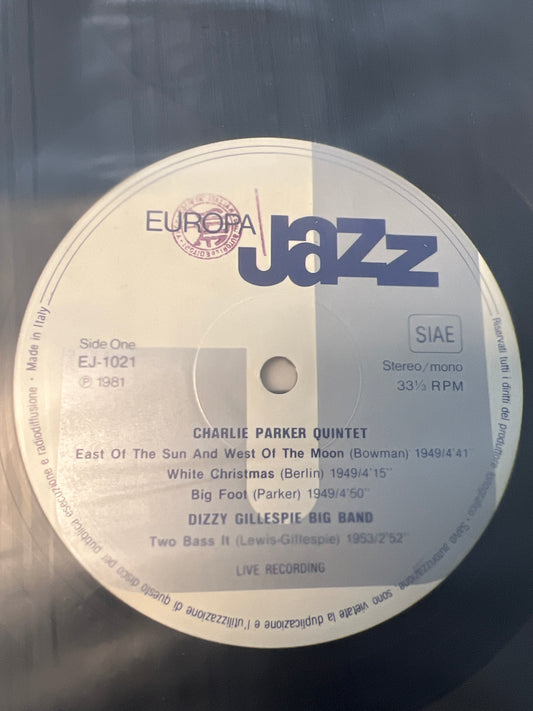 EUROPA
Jazz
Side One
EJ-1021
℗ 1981
SIAE
Stereo/mono
33⅓ RPM
CHARLIE PARKER QUINTET
East Of The Sun And West Of The Moon (Bowman) 1949/4'41"
White Christmas (Berlin) 1949/4'15"
Big Foot (Parker) 1949/4'50"
DIZZY GILLESPIE BIG BAND
Two Bass It (Lewis-Gillespie) 1953/2'52"
LIVE RECORDING
Riservati tutti i diritti del produttore fonografico · Salvo autorizzazione, sono vietate la duplicazione e l'utilizzazione di questo disco per pubblica esecuzione e radiodiffusione. · Made in Italy